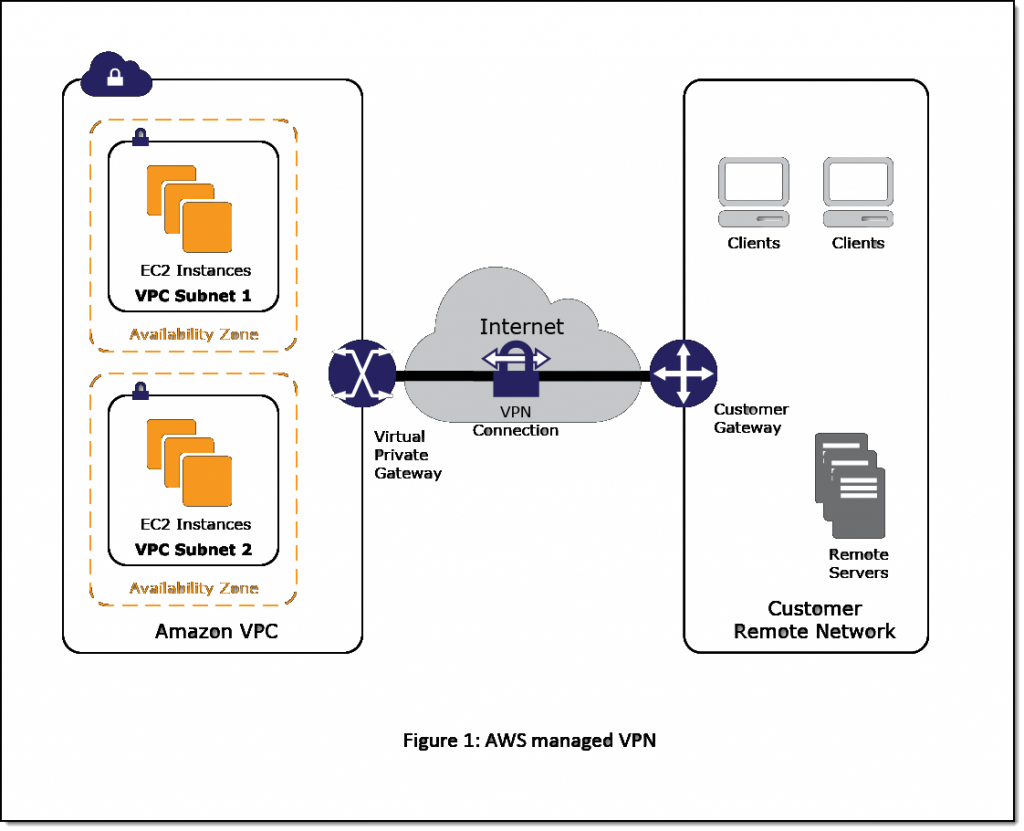 EC2 Instances
VPC Subnet 1
Availability Zone
EC2 Instances
VPC Subnet 2
Availability Zone
Amazon VPC
Virtual
Private
Gateway
Internet
VPN
Connection
Customer
Gateway
Clients
Clients
Remote
Servers
Customer
Remote Network
Figure 1: AWS managed VPN